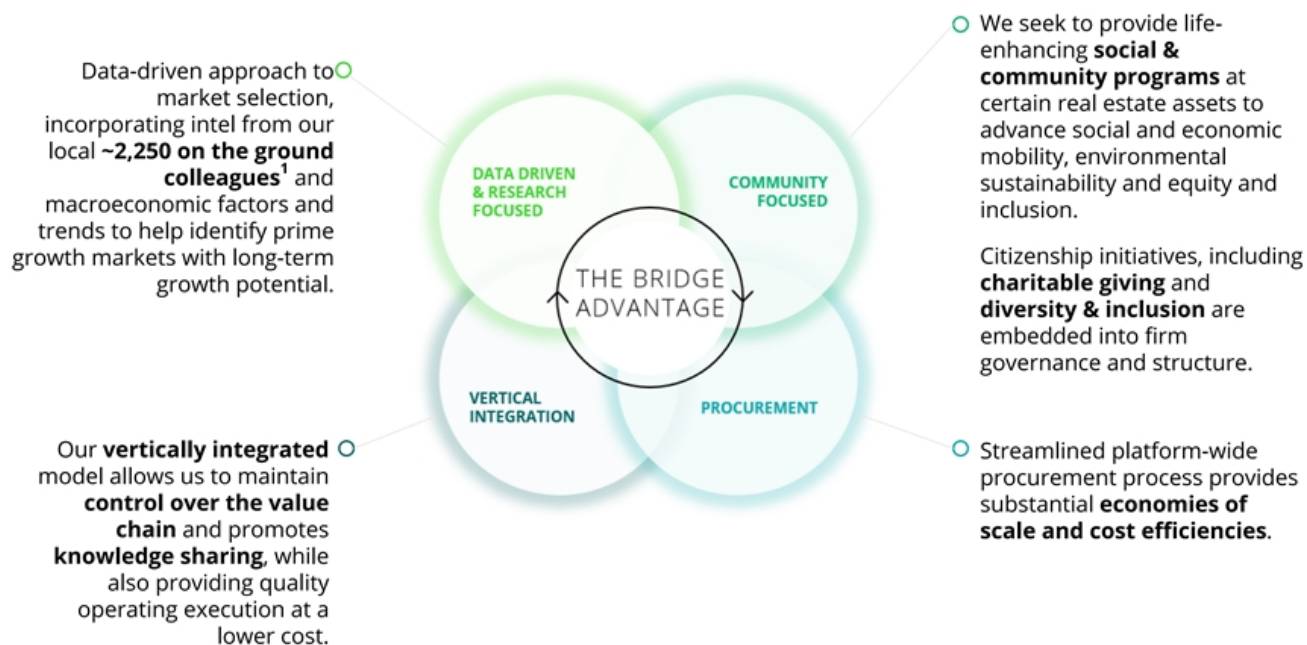 Data-driven approach to
market selection,
incorporating intel from our
local ~2,250 on the ground
colleagues¹ and
macroeconomic factors and
trends to help identify prime
growth markets with long-term
growth potential.
DATA DRIVEN
& RESEARCH
FOCUSED
COMMUNITY
FOCUSED
We seek to provide life-
enhancing social &
community programs at
certain real estate assets to
advance social and economic
mobility, environmental
sustainability and equity and
inclusion.
Citizenship initiatives, including
charitable giving and
diversity & inclusion are
embedded into firm
governance and structure.
THE BRIDGE
ADVANTAGE
VERTICAL
INTEGRATION
PROCUREMENT
Our vertically integrated
model allows us to maintain
control over the value
chain and promotes
knowledge sharing, while
also providing quality
operating execution at a
lower cost.
Streamlined platform-wide
procurement process provides
substantial economies of
scale and cost efficiencies.